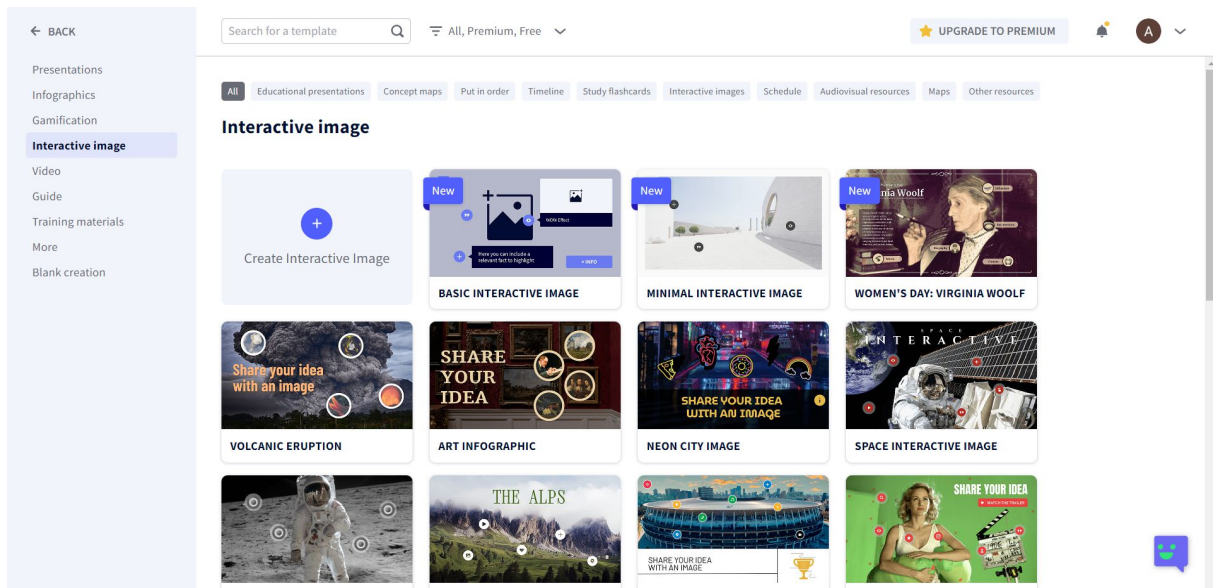 BACK
Search for a template
All, Premium, Free
UPGRADE TO PREMIUM
A
Presentations
Infographics
Gamification
Interactive image
Video
Guide
Training materials
More
Blank creation
All Educational presentations Concept maps Put in order Timeline Study flashcards Interactive images Schedule Audiovisual resources Maps Other resources
Interactive image
+
Create Interactive Image
New
WOW Effect
Here you can include a
relevant fact to highlight
+ INFO
BASIC INTERACTIVE IMAGE
New
MINIMAL INTERACTIVE IMAGE
New
Woolf
WOMEN'S DAY: VIRGINIA WOOLF
Share your idea
with an image
VOLCANIC ERUPTION
SHARE
YOUR
IDEA
ART INFOGRAPHIC
SHARE YOUR IDEA
WITH AN IMAGE
NEON CITY IMAGE
SPACE
INTERACTIVE
SPACE INTERACTIVE IMAGE
THE ALPS
SHARE YOUR IDEA
WITH AN IMAGE
SHARE YOUR IDEA
WATCH THE TRAILER